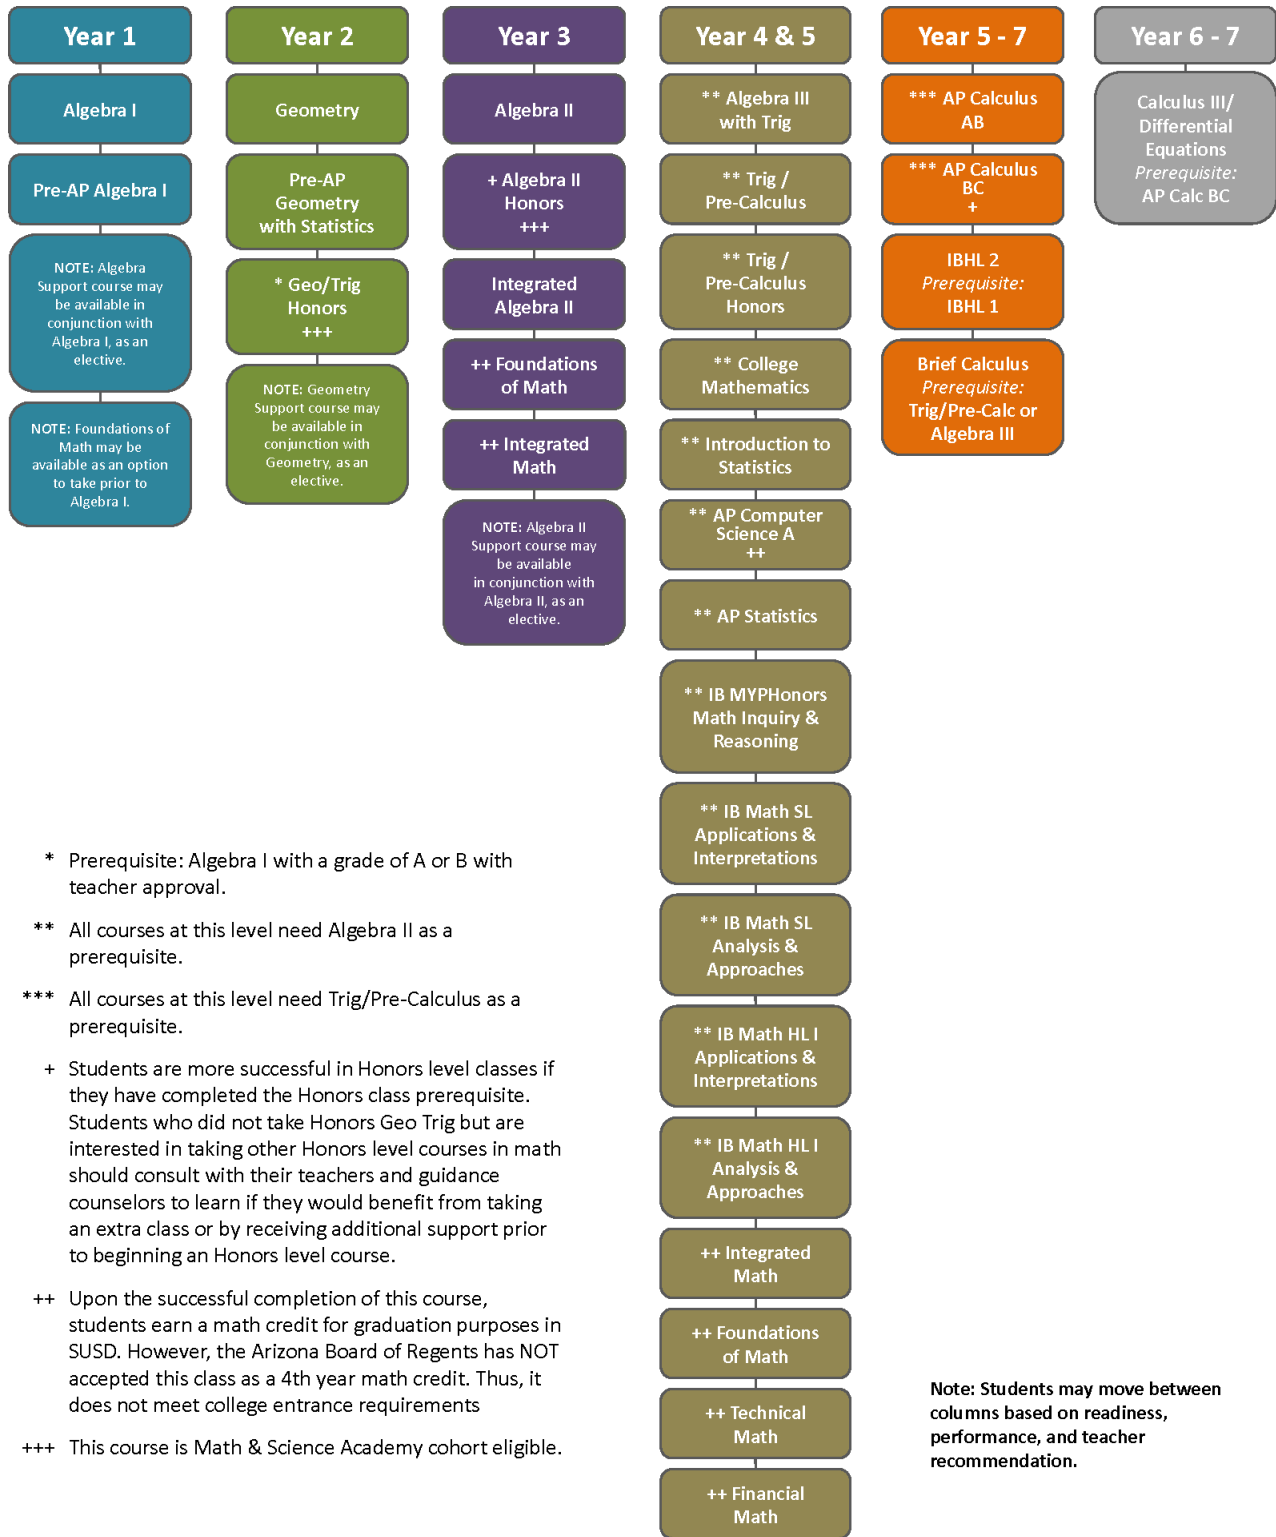 Year 1
Algebra I
Pre-AP Algebra I
NOTE: Algebra
Support course may
be available in
conjunction with
Algebra I, as an
elective.
NOTE: Foundations of
Math may be
available as an option
to take prior to
Algebra I.
Year 2
Geometry
Pre-AP
Geometry
with Statistics
* Geo/Trig
Honors
+++
NOTE: Geometry
Support course may
be available in
conjunction with
Geometry, as an
elective.
Year 3
Algebra II
+ Algebra II
Honors
+++
Integrated
Algebra II
++ Foundations
of Math
++ Integrated
Math
NOTE: Algebra II
Support course may
be available
in conjunction with
Algebra II, as an
elective.
Year 4 & 5
** Algebra III
with Trig
** Trig /
Pre-Calculus
** Trig /
Pre-Calculus
Honors
** College
Mathematics
** Introduction to
Statistics
** AP Computer
Science A
++
** AP Statistics
** IB MYPHonors
Math Inquiry &
Reasoning
** IB Math SL
Applications &
Interpretations
** IB Math SL
Analysis &
Approaches
** IB Math HL I
Applications &
Interpretations
** IB Math HL I
Analysis &
Approaches
++ Integrated
Math
++ Foundations
of Math
++ Technical
Math
++ Financial
Math
Year 5 - 7
*** AP Calculus
AB
*** AP Calculus
BC
+
IBHL 2
Prerequisite:
IBHL 1
Brief Calculus
Prerequisite:
Trig/Pre-Calc or
Algebra III
Year 6 - 7
Calculus III/
Differential
Equations
Prerequisite:
AP Calc BC
* Prerequisite: Algebra I with a grade of A or B with
teacher approval.
** All courses at this level need Algebra II as a
prerequisite.
*** All courses at this level need Trig/Pre-Calculus as a
prerequisite.
+ Students are more successful in Honors level classes if
they have completed the Honors class prerequisite.
Students who did not take Honors Geo Trig but are
interested in taking other Honors level courses in math
should consult with their teachers and guidance
counselors to learn if they would benefit from taking
an extra class or by receiving additional support prior
to beginning an Honors level course.
++ Upon the successful completion of this course,
students earn a math credit for graduation purposes in
SUSD. However, the Arizona Board of Regents has NOT
accepted this class as a 4th year math credit. Thus, it
does not meet college entrance requirements
+++ This course is Math & Science Academy cohort eligible.
Note: Students may move between
columns based on readiness,
performance, and teacher
recommendation.